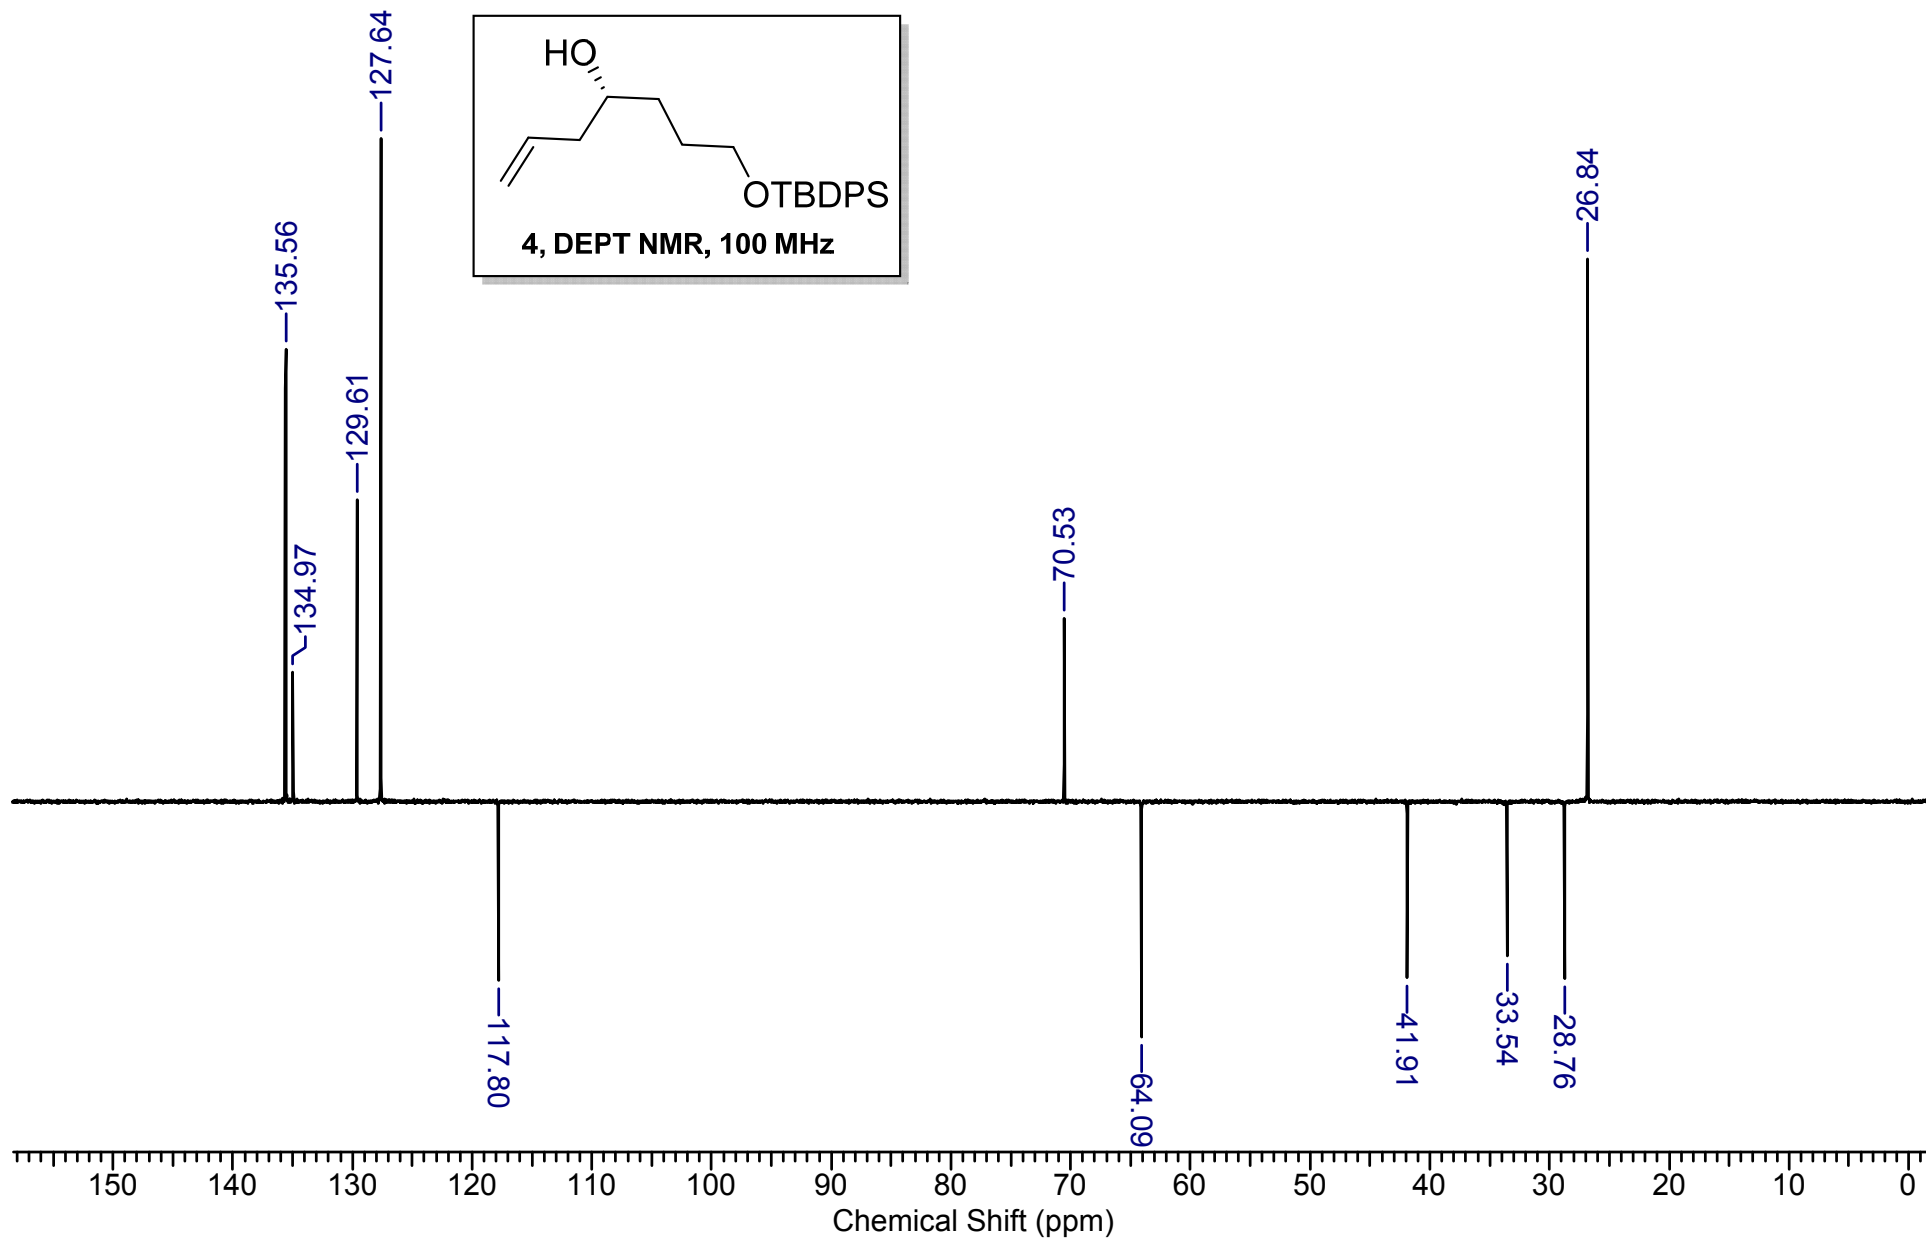 HO
OTBDPS
4, DEPT NMR, 100 MHz
135.56
134.97
129.61
127.64
117.80
70.53
64.09
41.91
33.54
28.76
26.84
150 140 130 120 110 100 90 80 70 60 50 40 30 20 10 0
Chemical Shift (ppm)